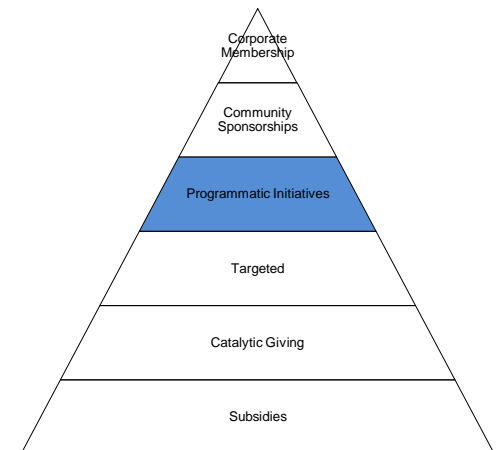 Corporate
Membership
Community
Sponsorships
Programmatic Initiatives
Targeted
Catalytic Giving
Subsidies